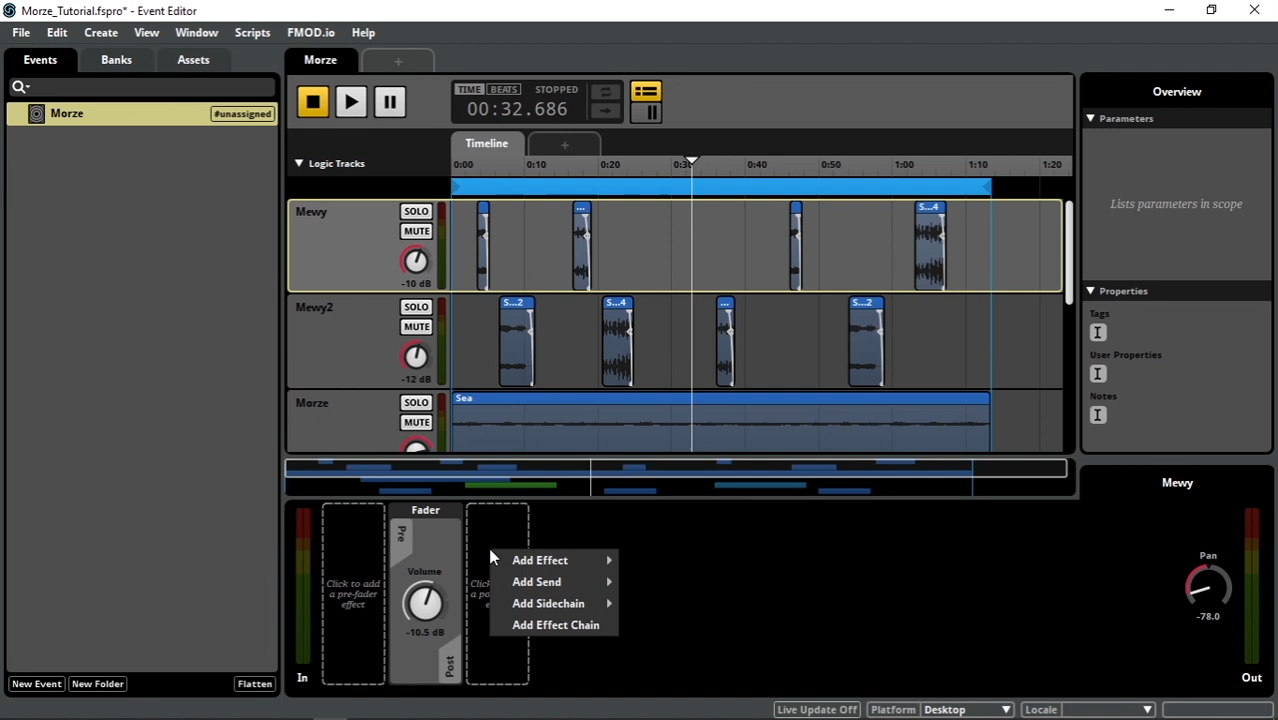 Morze_Tutorial.fspro* - Event Editor
File Edit Create View Window Scripts FMOD.io Help
Events Banks Assets
Morze +
Morze #unassigned
TIME BEATS STOPPED
00:32.686
Timeline +
Logic Tracks
0:00 0:10 0:20 0:40 0:50 1:00 1:10 1:20
Mewy SOLO MUTE -10 dB
... S...4
Mewy2 SOLO MUTE -12 dB
S...2 S...4 ... S...2
Morze SOLO MUTE
Sea
Overview
Parameters
Lists parameters in scope
Properties
Tags
User Properties
Notes
In
Click to add
a pre-fader
effect
Fader
Pre
Volume
-10.5 dB
Post
Add Effect
Add Send
Add Sidechain
Add Effect Chain
Mewy
Pan
-78.0
Out
New Event New Folder Flatten
Live Update Off Platform Desktop Locale